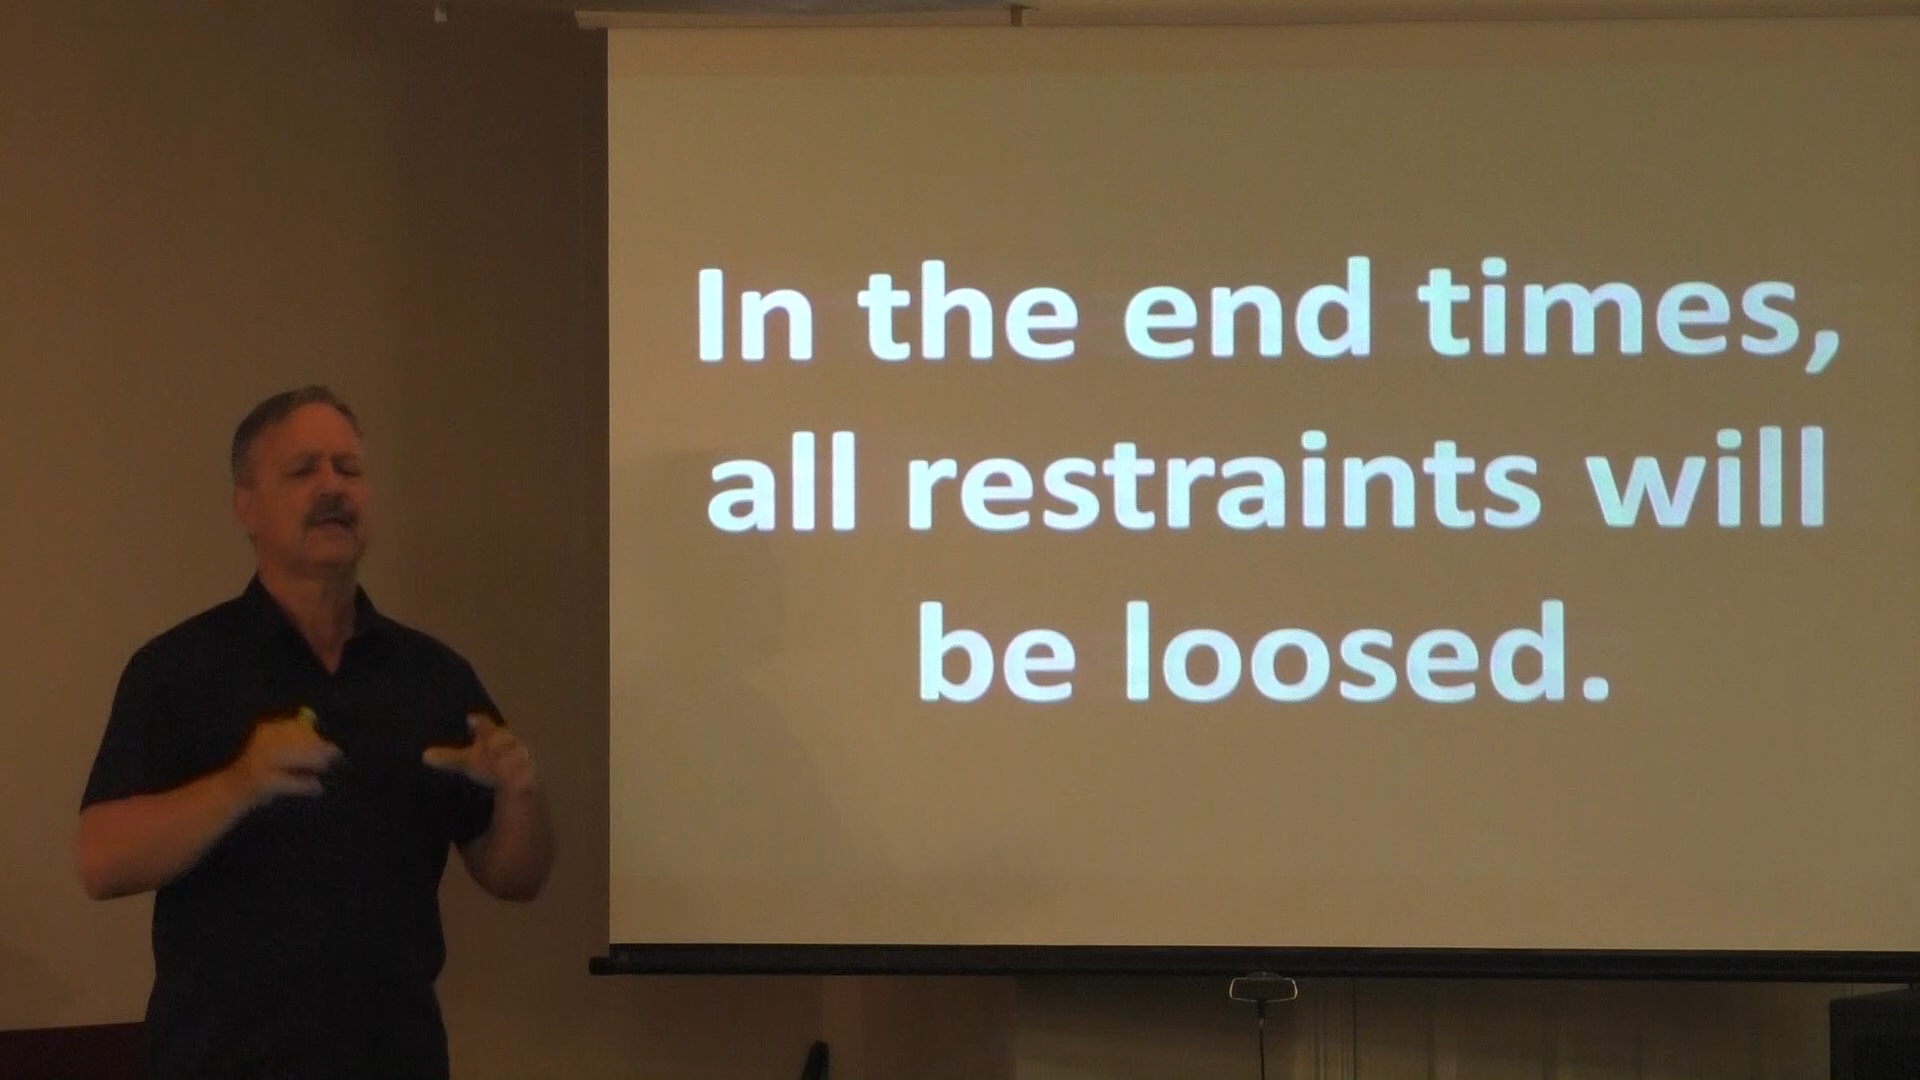 In the end times,
all restraints will
be loosed.